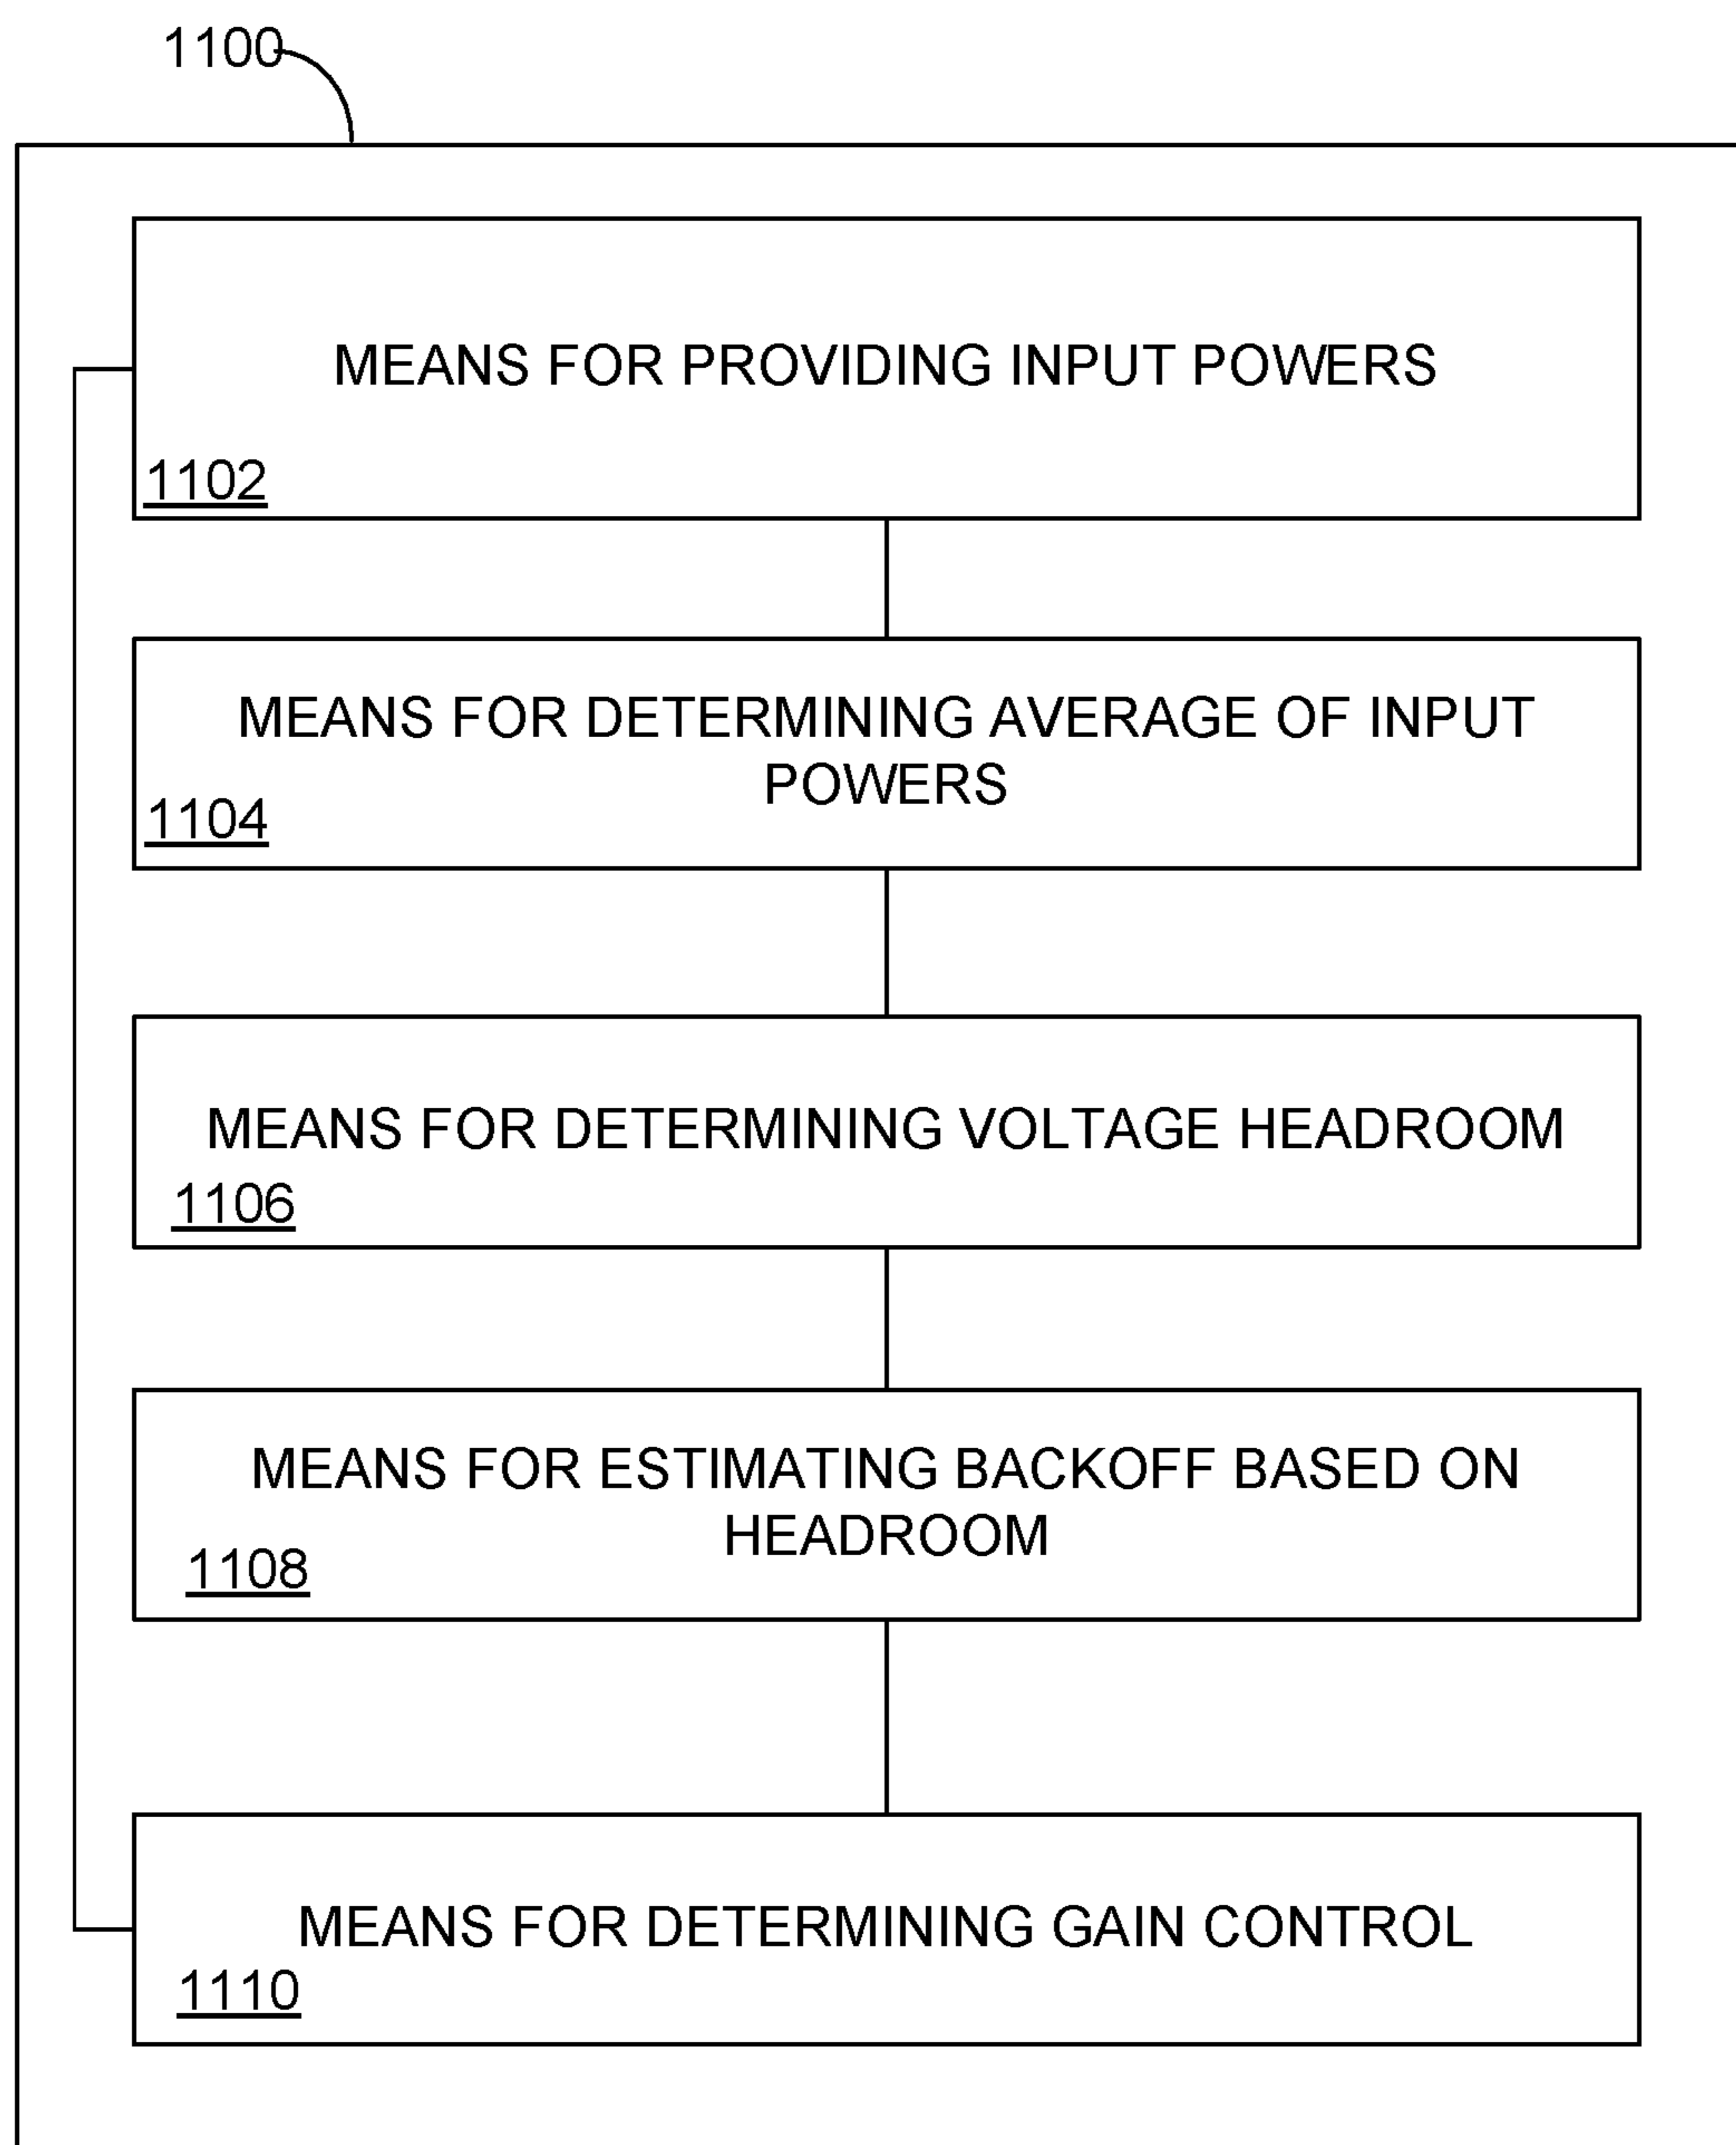 1100
MEANS FOR PROVIDING INPUT POWERS
1102
MEANS FOR DETERMINING AVERAGE OF INPUT
POWERS
1104
MEANS FOR DETERMINING VOLTAGE HEADROOM
1106
MEANS FOR ESTIMATING BACKOFF BASED ON
HEADROOM
1108
MEANS FOR DETERMINING GAIN CONTROL
1110